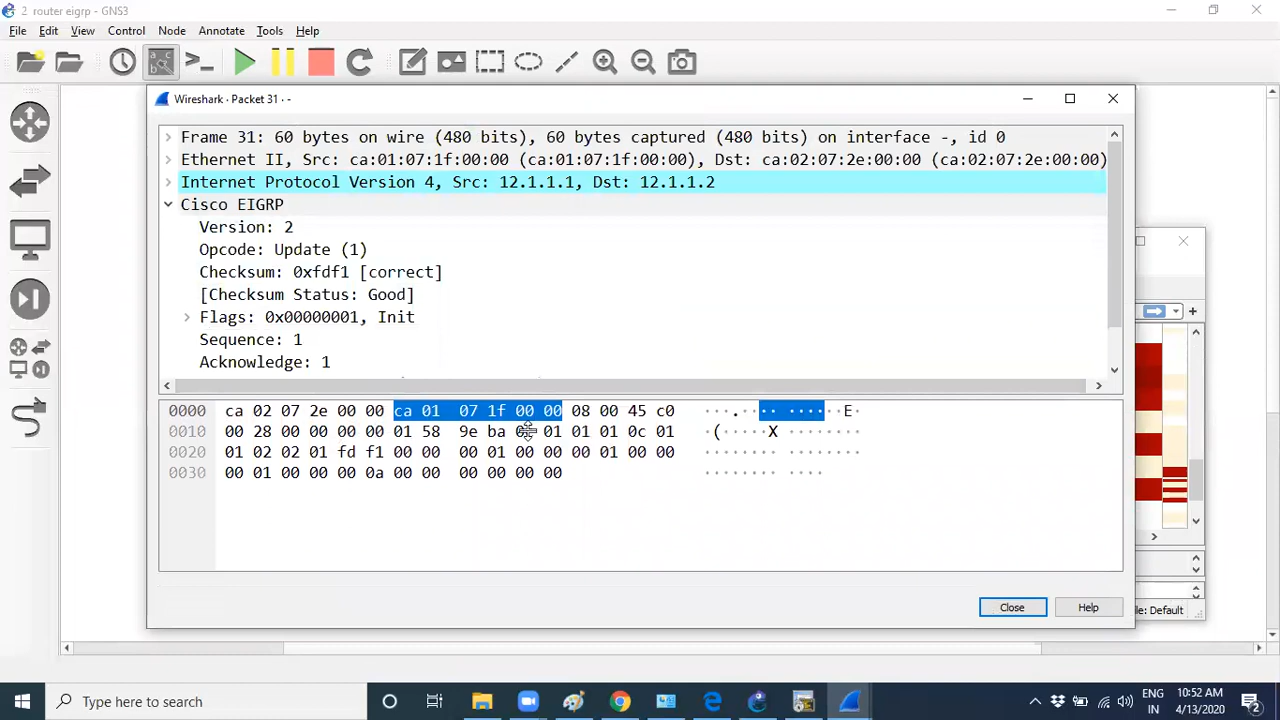 2 router eigrp - GNS3
File Edit View Control Node Annotate Tools Help
Wireshark · Packet 31 · -
Frame 31: 60 bytes on wire (480 bits), 60 bytes captured (480 bits) on interface -, id 0
Ethernet II, Src: ca:01:07:1f:00:00 (ca:01:07:1f:00:00), Dst: ca:02:07:2e:00:00 (ca:02:07:2e:00:00)
Internet Protocol Version 4, Src: 12.1.1.1, Dst: 12.1.1.2
Cisco EIGRP
Version: 2
Opcode: Update (1)
Checksum: 0xfdf1 [correct]
[Checksum Status: Good]
Flags: 0x00000001, Init
Sequence: 1
Acknowledge: 1
0000 ca 02 07 2e 00 00 ca 01 07 1f 00 00 08 00 45 c0 ···.·· ·· ···· ··E·
0010 00 28 00 00 00 00 01 58 9e ba 01 01 01 0c 01 ·(·····X ········
0020 01 02 02 01 fd f1 00 00 00 01 00 00 00 01 00 00 ········ ········
0030 00 01 00 00 00 0a 00 00 00 00 00 00 ········ ····
Close Help
le: Default
Type here to search
ENG 10:52 AM
IN 4/13/2020
2